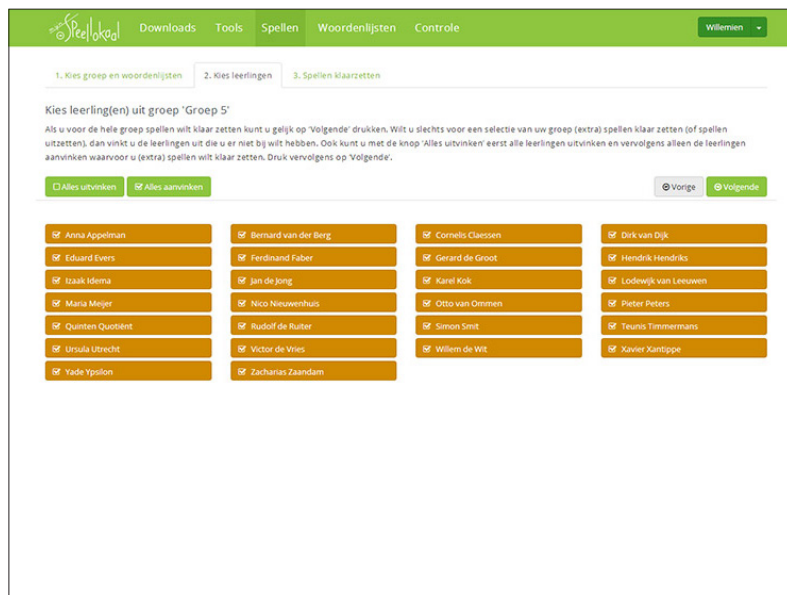 Speellokaal
Downloads Tools Spellen Woordenlijsten Controle Willemien
1. Kies groep en woordenlijsten 2. Kies leerlingen 3. Spellen klaarzetten
Kies leerling(en) uit groep 'Groep 5'
Als u voor de hele groep spellen wilt klaar zetten kunt u gelijk op 'Volgende' drukken. Wilt u slechts voor een selectie van uw groep (extra) spellen klaar zetten (of spellen
uitzetten), dan vinkt u de leerlingen uit die u er niet bij wilt hebben. Ook kunt u met de knop 'Alles uitvinken' eerst alle leerlingen uitvinken en vervolgens alleen de leerlingen
aanvinken waarvoor u (extra) spellen wilt klaar zetten. Druk vervolgens op 'Volgende'.
Alles uitvinken Alles aanvinken Vorige Volgende
Anna Appelman Bernard van der Berg Cornelis Claessen Dirk van Dijk
Eduard Evers Ferdinand Faber Gerard de Groot Hendrik Hendriks
Izaak Idema Jan de Jong Karel Kok Lodewijk van Leeuwen
Maria Meijer Nico Nieuwenhuis Otto van Ommen Pieter Peters
Quinten Quotiënt Rudolf de Ruiter Simon Smit Teunis Timmermans
Ursula Utrecht Victor de Vries Willem de Wit Xavier Xantippe
Yade Ypsilon Zacharias Zaandam